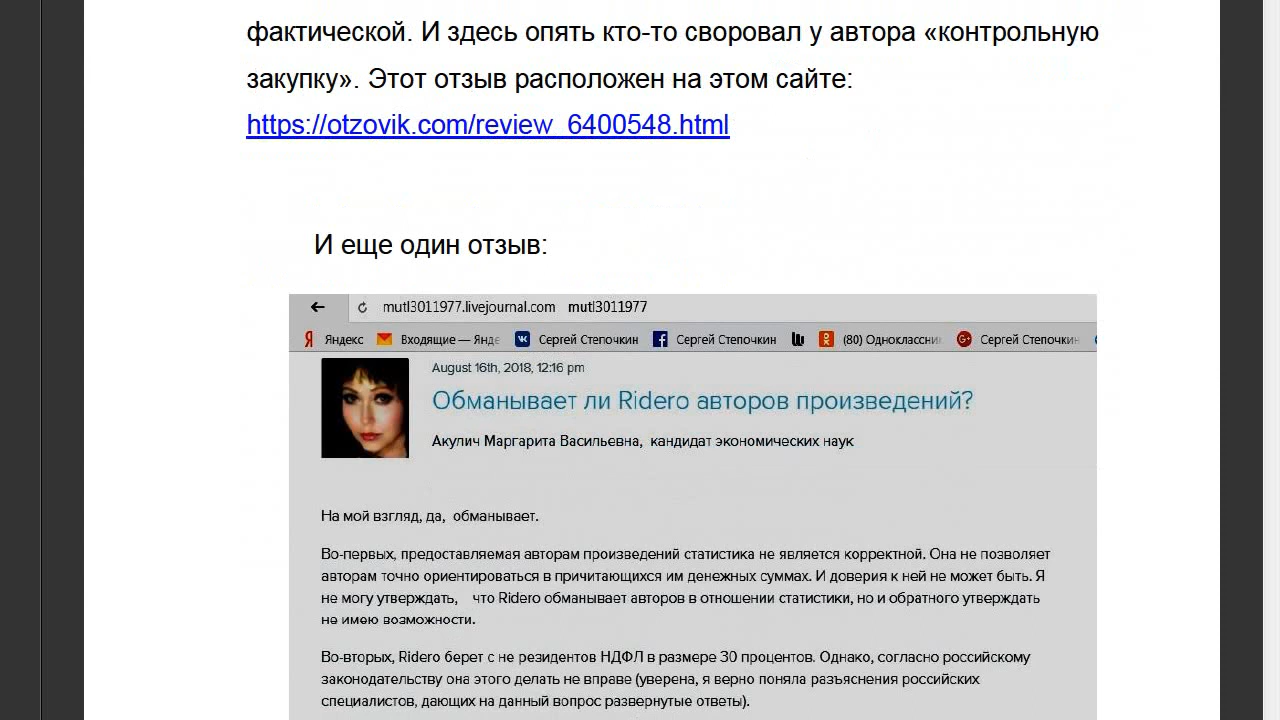 фактической. И здесь опять кто-то своровал у автора «контрольную
закупку». Этот отзыв расположен на этом сайте:
https://otzovik.com/review_6400548.html
И еще один отзыв:
mutl3011977.livejournal.com mutl3011977
Яндекс Входящие — Янде Сергей Степочкин Сергей Степочкин (80) Одноклассни Сергей Степочкин
August 16th, 2018, 12:16 pm
Обманывает ли Ridero авторов произведений?
Акулич Маргарита Васильевна, кандидат экономических наук
На мой взгляд, да, обманывает.
Во-первых, предоставляемая авторам произведений статистика не является корректной. Она не позволяет
авторам точно ориентироваться в причитающихся им денежных суммах. И доверия к ней не может быть. Я
не могу утверждать, что Ridero обманывает авторов в отношении статистики, но и обратного утверждать
не имею возможности.
Во-вторых, Ridero берет с не резидентов НДФЛ в размере 30 процентов. Однако, согласно российскому
законодательству она этого делать не вправе (уверена, я верно поняла разъяснения российских
специалистов, дающих на данный вопрос развернутые ответы).